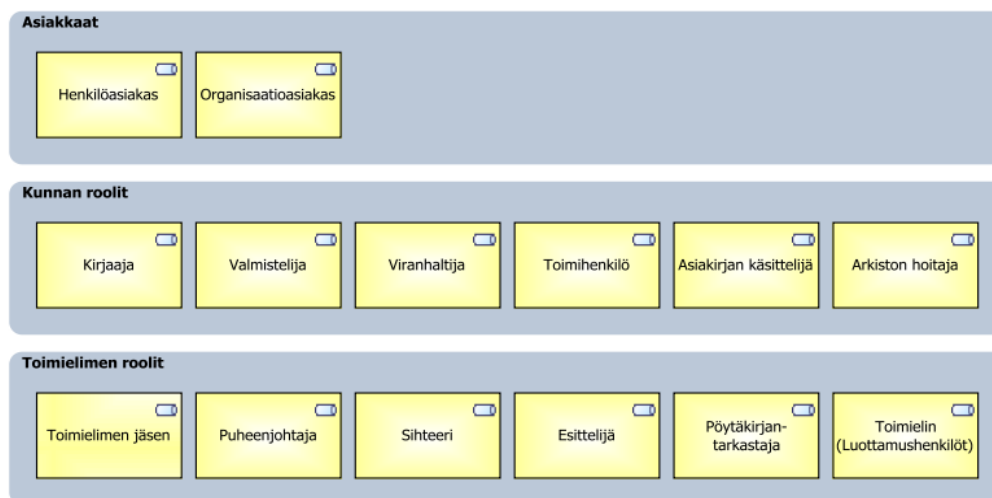 Asiakkaat
Henkilöasiakas
Organisaatioasiakas
Kunnan roolit
Kirjaaja
Valmistelija
Viranhaltija
Toimihenkilö
Asiakirjan käsittelijä
Arkiston hoitaja
Toimielimen roolit
Toimielimen jäsen
Puheenjohtaja
Sihteeri
Esittelijä
Pöytäkirjan-
tarkastaja
Toimielin
(Luottamushenkilöt)